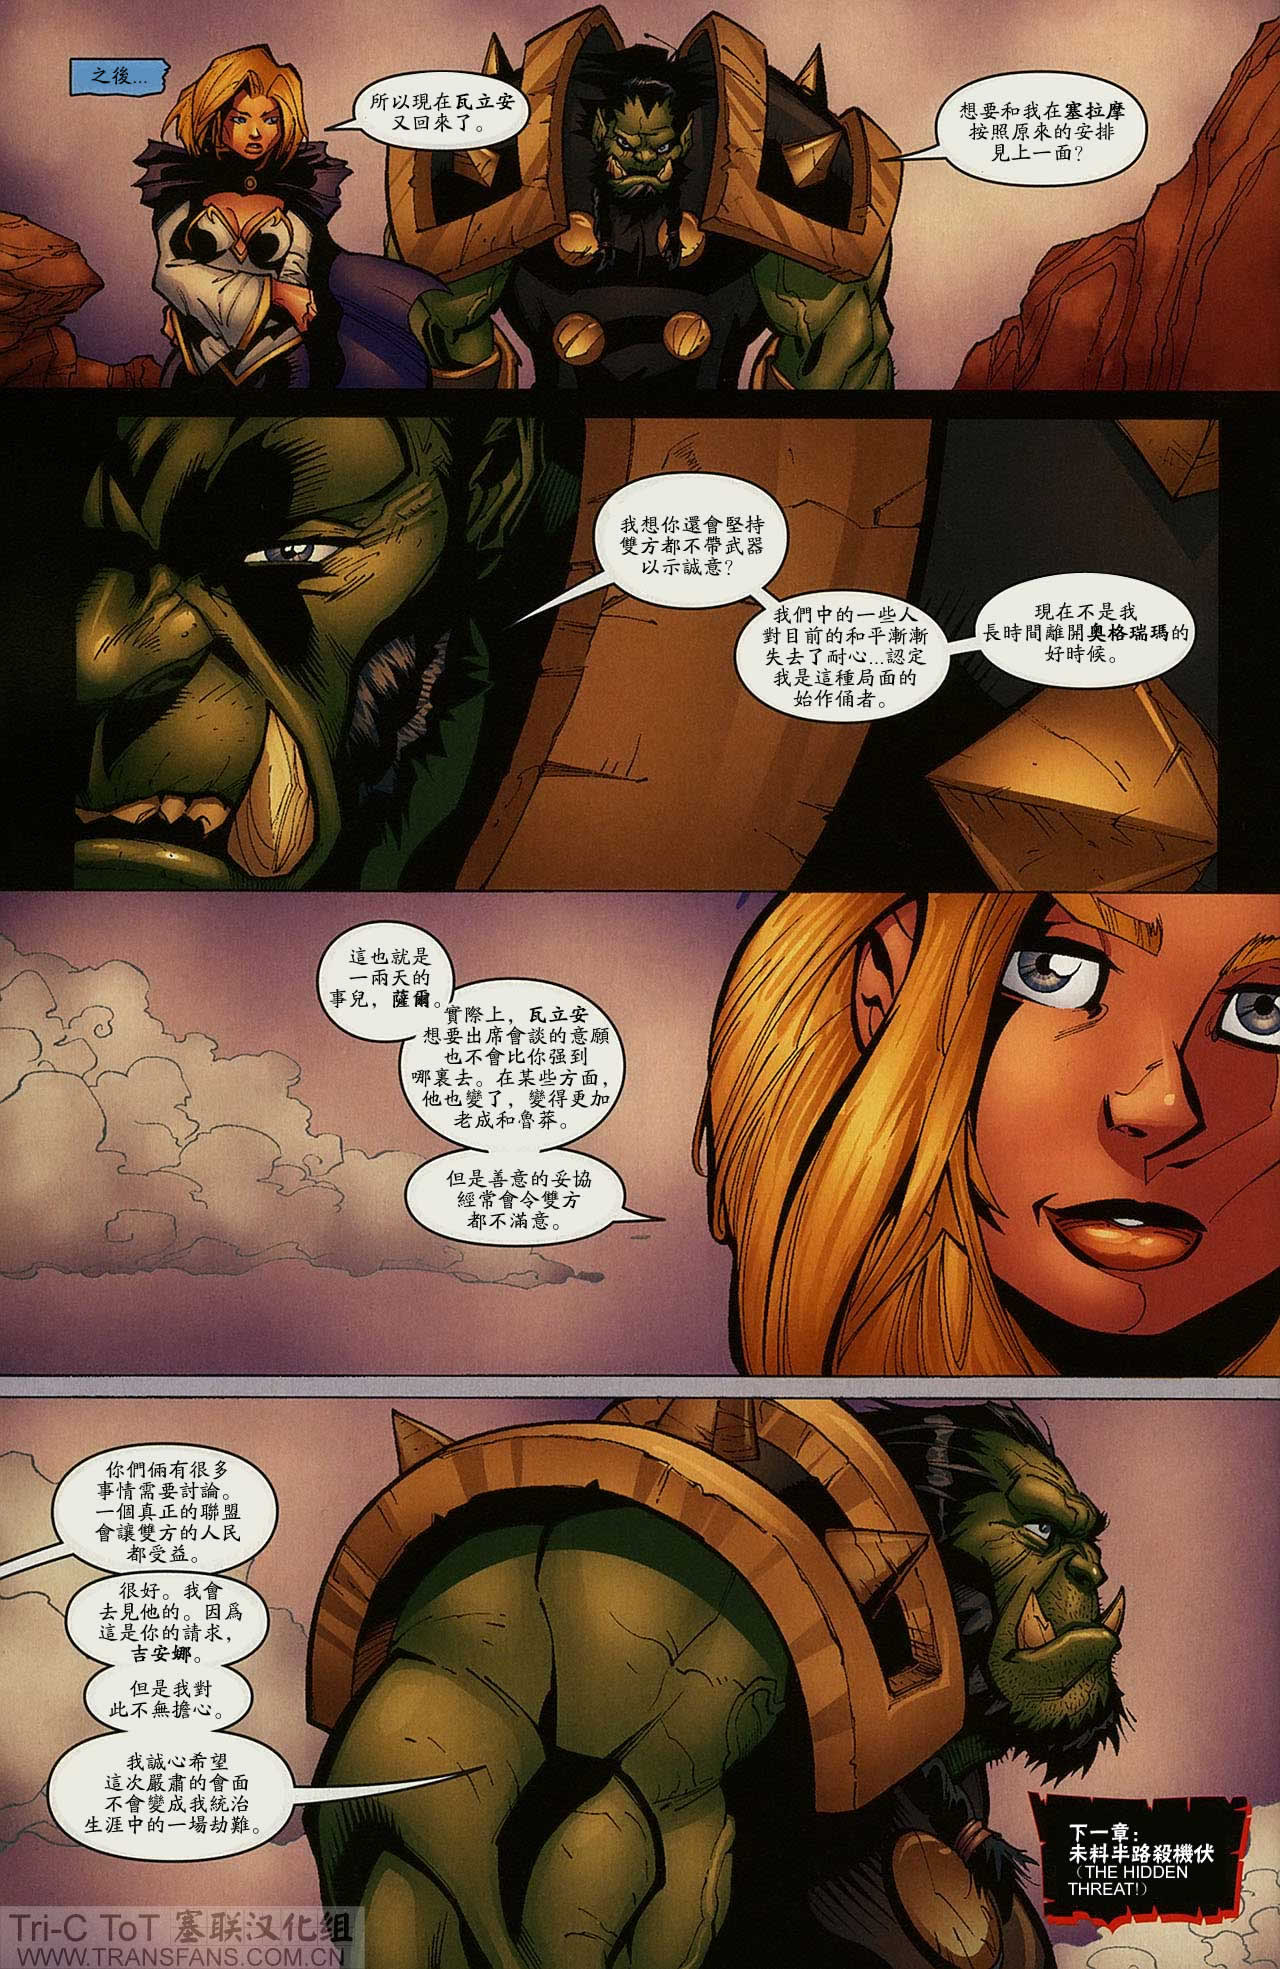 之後...
所以現在瓦立安
又回來了。
想要和我在塞拉摩
按照原來的安排
見上一面？
我想你還會堅持
雙方都不帶武器
以示誠意？
我們中的一些人
對目前的和平漸漸
失去了耐心...認定
我是這種局面的
始作俑者。
現在不是我
長時間離開奧格瑞瑪的
好時候。
這也就是
一兩天的
事兒，薩爾。
實際上，瓦立安
想要出席會談的意願
也不會比你强到
哪裏去。在某些方面，
他也變了，變得更加
老成和魯莽。
但是善意的妥協
經常會令雙方
都不滿意。
你們倆有很多
事情需要討論。
一個真正的聯盟
會讓雙方的人民
都受益。
很好。我會
去見他的。因爲
這是你的請求，
吉安娜。
但是我對
此不無擔心。
我誠心希望
這次嚴肅的會面
不會變成我統治
生涯中的一場劫難。
下一章：
未料半路殺機伏
（THE HIDDEN
THREAT!）
Tri-C ToT 塞联汉化组
WWW.TRANSFANS.COM.CN